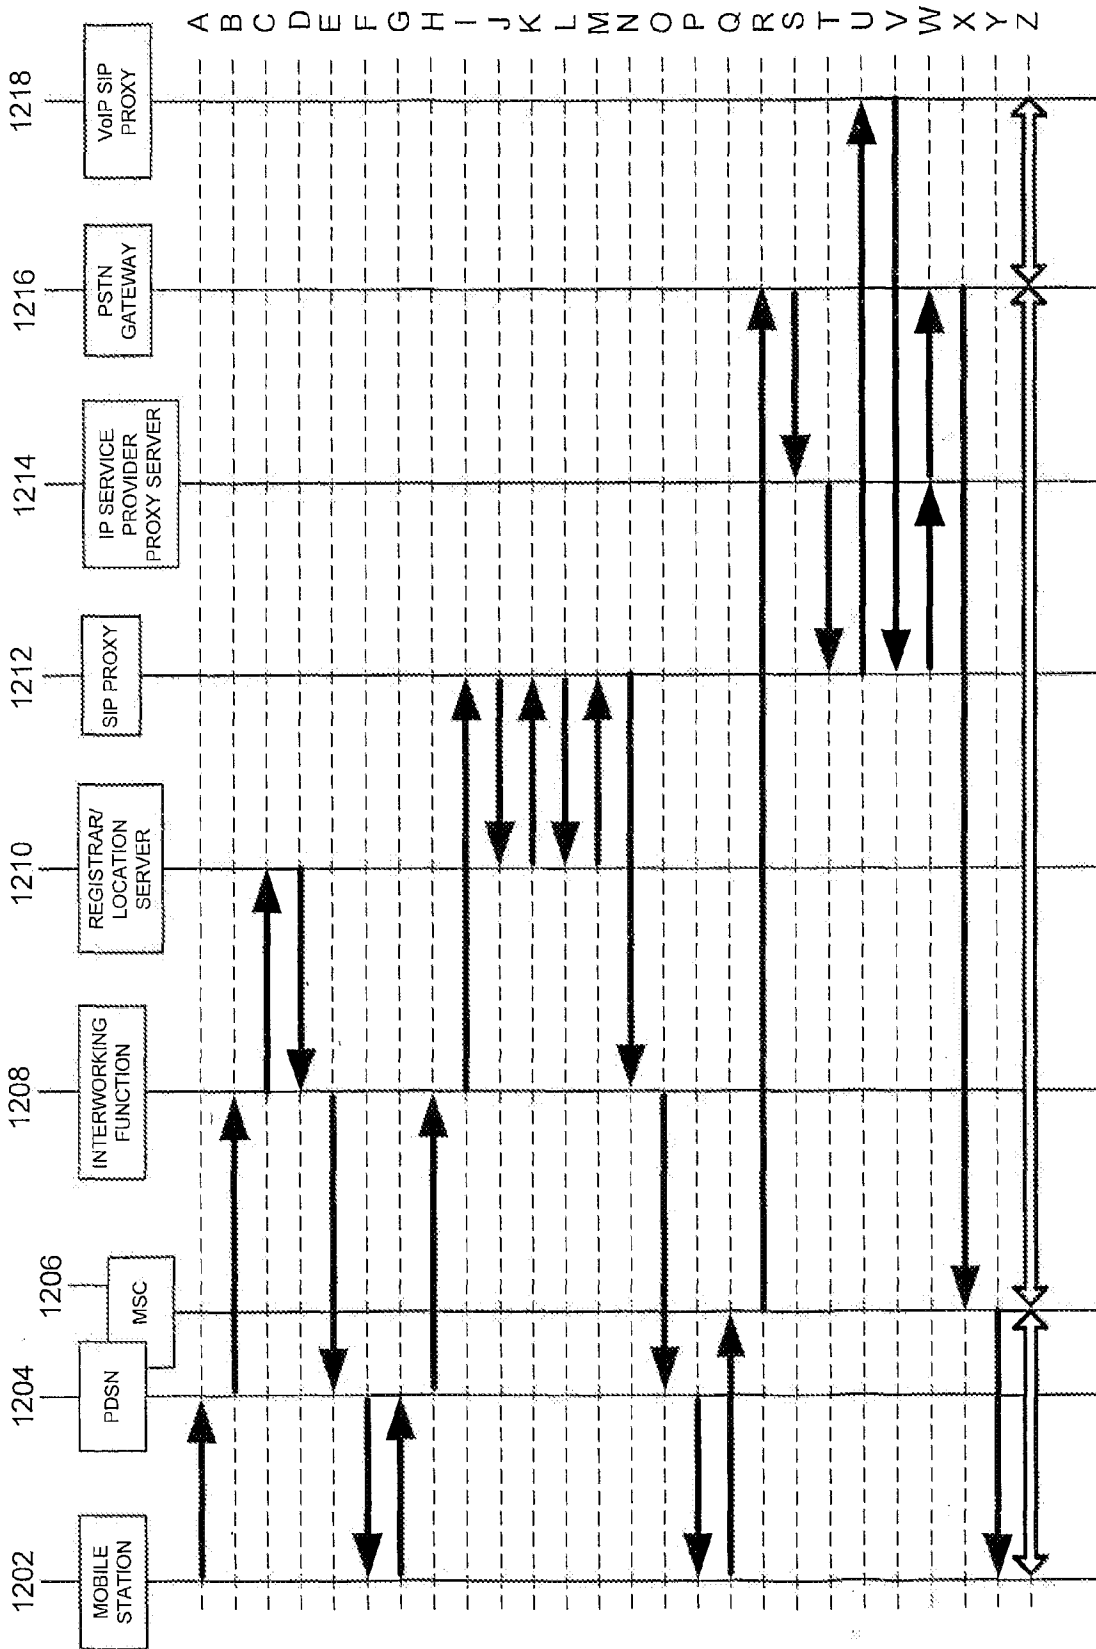 1202
1204
1206
1208
1210
1212
1214
1216
1218
MOBILE
STATION
PDSN
MSC
INTERWORKING
FUNCTION
REGISTRAR/
LOCATION
SERVER
SIP PROXY
IP SERVICE
PROVIDER
PROXY SERVER
PSTN
GATEWAY
VoIP SIP
PROXY
A
B
C
D
E
F
G
H
I
J
K
L
M
N
O
P
Q
R
S
T
U
V
W
X
Y
Z